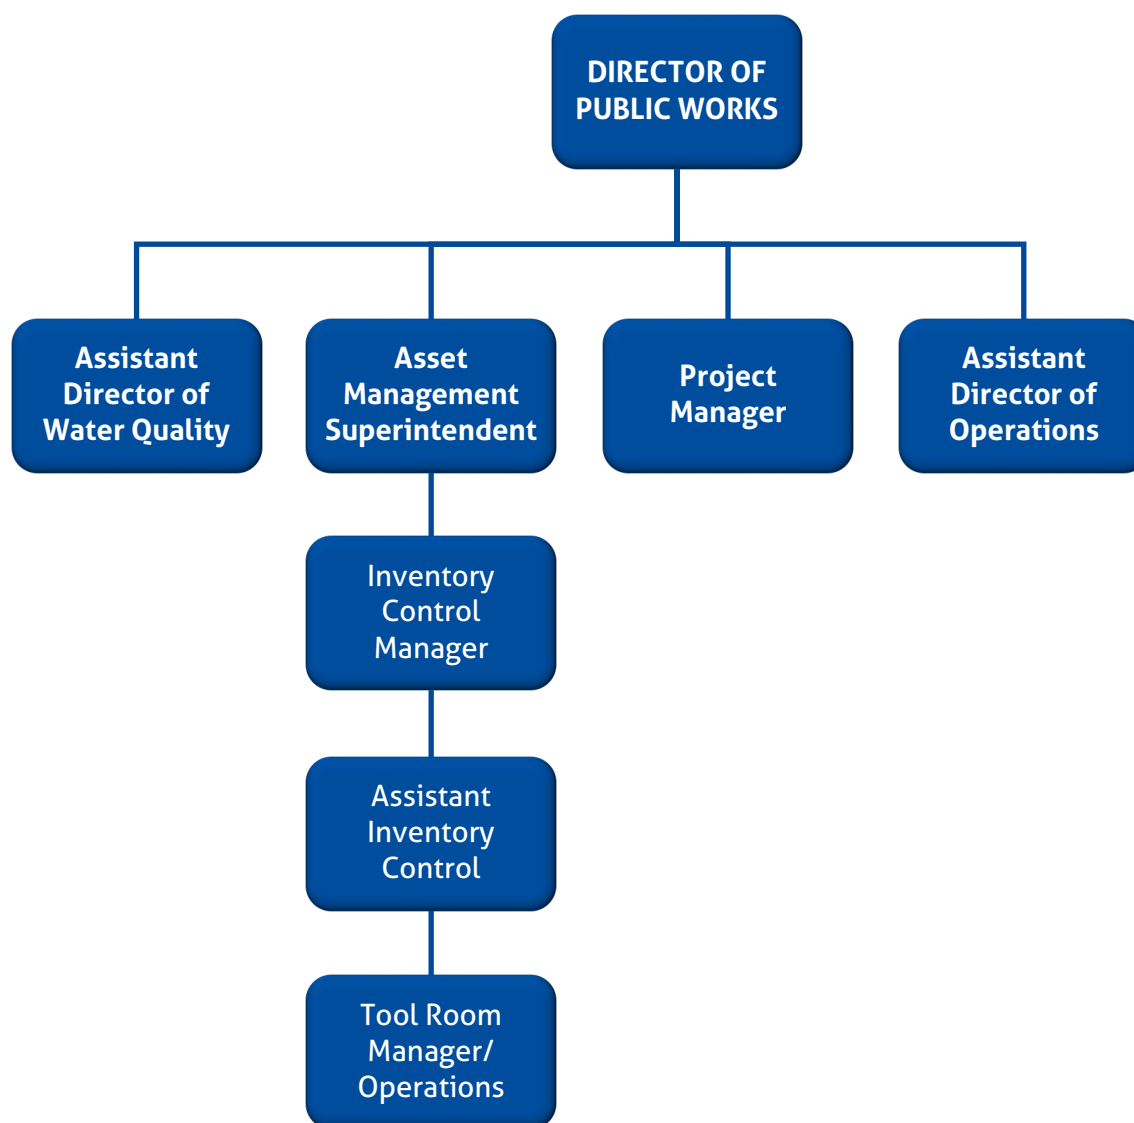 DIRECTOR OF
PUBLIC WORKS
Assistant
Director of
Water Quality
Asset
Management
Superintendent
Project
Manager
Assistant
Director of
Operations
Inventory
Control
Manager
Assistant
Inventory
Control
Tool Room
Manager/
Operations